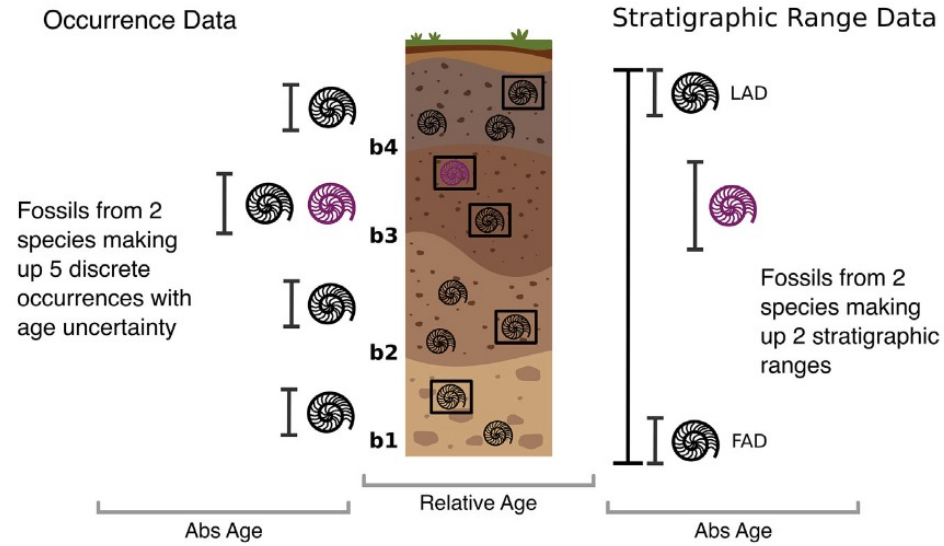 Occurrence Data
Stratigraphic Range Data
LAD
b4
Fossils from 2
species making
up 5 discrete
occurrences with
age uncertainty
b3
Fossils from 2
species making
up 2 stratigraphic
ranges
b2
b1
FAD
Relative Age
Abs Age
Abs Age